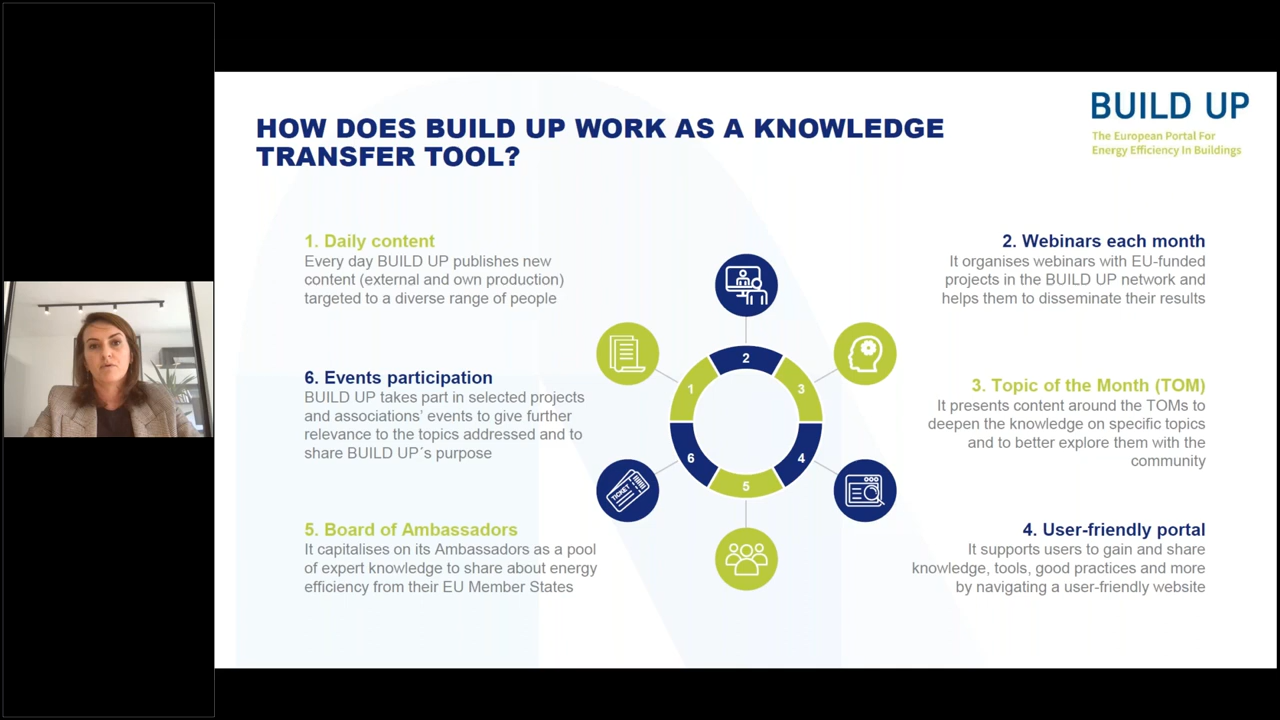 HOW DOES BUILD UP WORK AS A KNOWLEDGE
TRANSFER TOOL?
BUILD UP
The European Portal For
Energy Efficiency In Buildings
1. Daily content
Every day BUILD UP publishes new
content (external and own production)
targeted to a diverse range of people
2. Webinars each month
It organises webinars with EU-funded
projects in the BUILD UP network and
helps them to disseminate their results
6. Events participation
BUILD UP takes part in selected projects
and associations’ events to give further
relevance to the topics addressed and to
share BUILD UP´s purpose
3. Topic of the Month (TOM)
It presents content around the TOMs to
deepen the knowledge on specific topics
and to better explore them with the
community
5. Board of Ambassadors
It capitalises on its Ambassadors as a pool
of expert knowledge to share about energy
efficiency from their EU Member States
4. User-friendly portal
It supports users to gain and share
knowledge, tools, good practices and more
by navigating a user-friendly website
2
1
3
6
4
5
TICKET